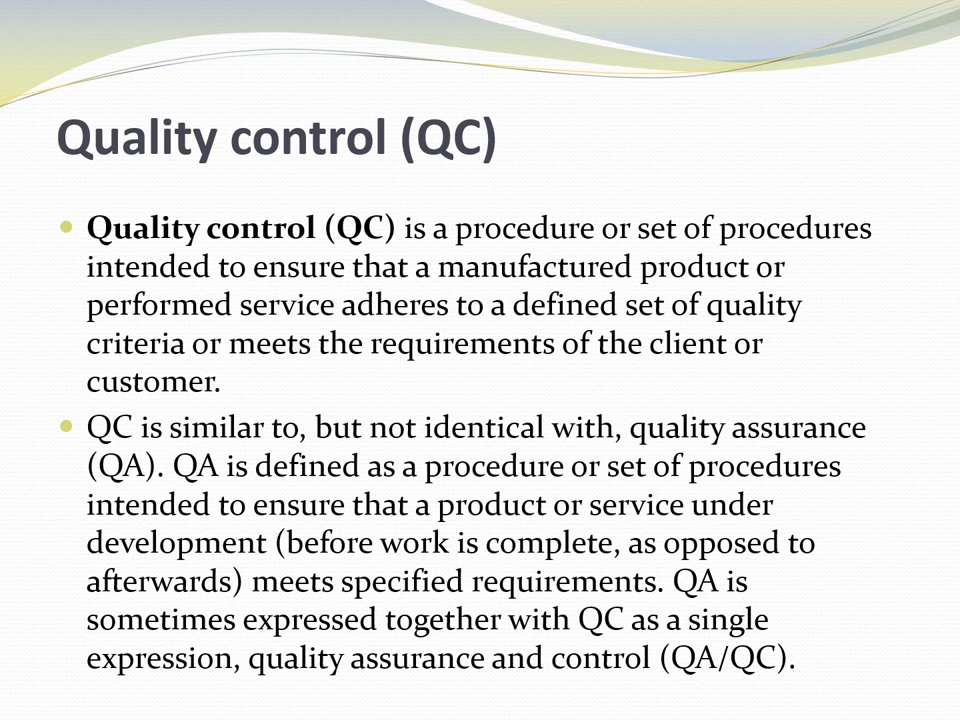 Quality control (QC)
• Quality control (QC) is a procedure or set of procedures
intended to ensure that a manufactured product or
performed service adheres to a defined set of quality
criteria or meets the requirements of the client or
customer.
• QC is similar to, but not identical with, quality assurance
(QA). QA is defined as a procedure or set of procedures
intended to ensure that a product or service under
development (before work is complete, as opposed to
afterwards) meets specified requirements. QA is
sometimes expressed together with QC as a single
expression, quality assurance and control (QA/QC).